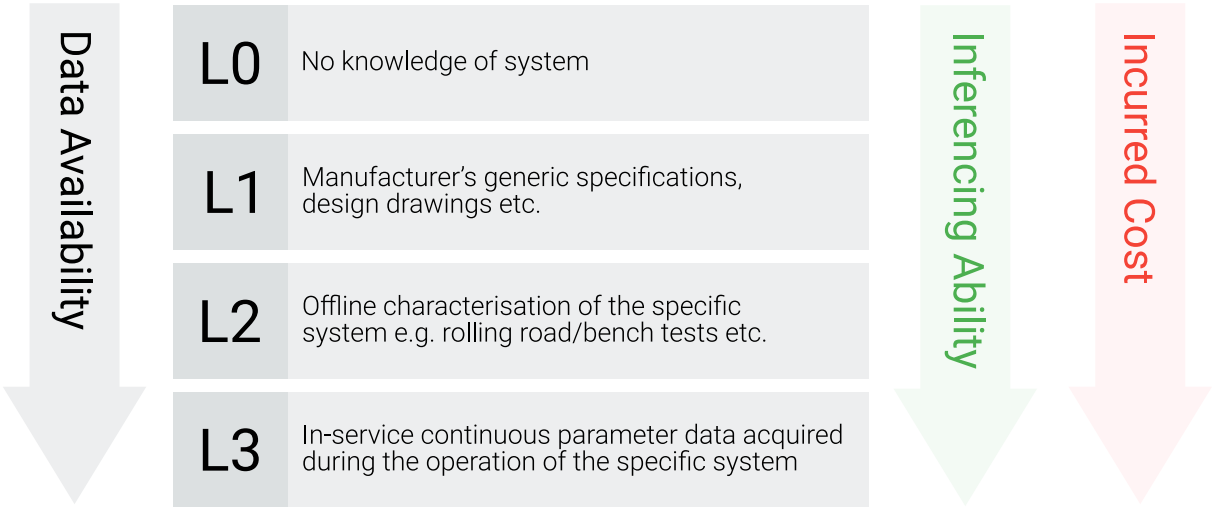 Data Availability
L0
No knowledge of system
L1
Manufacturer’s generic specifications,
design drawings etc.
L2
Offline characterisation of the specific
system e.g. rolling road/bench tests etc.
L3
In-service continuous parameter data acquired
during the operation of the specific system
Inferencing Ability
Incurred Cost